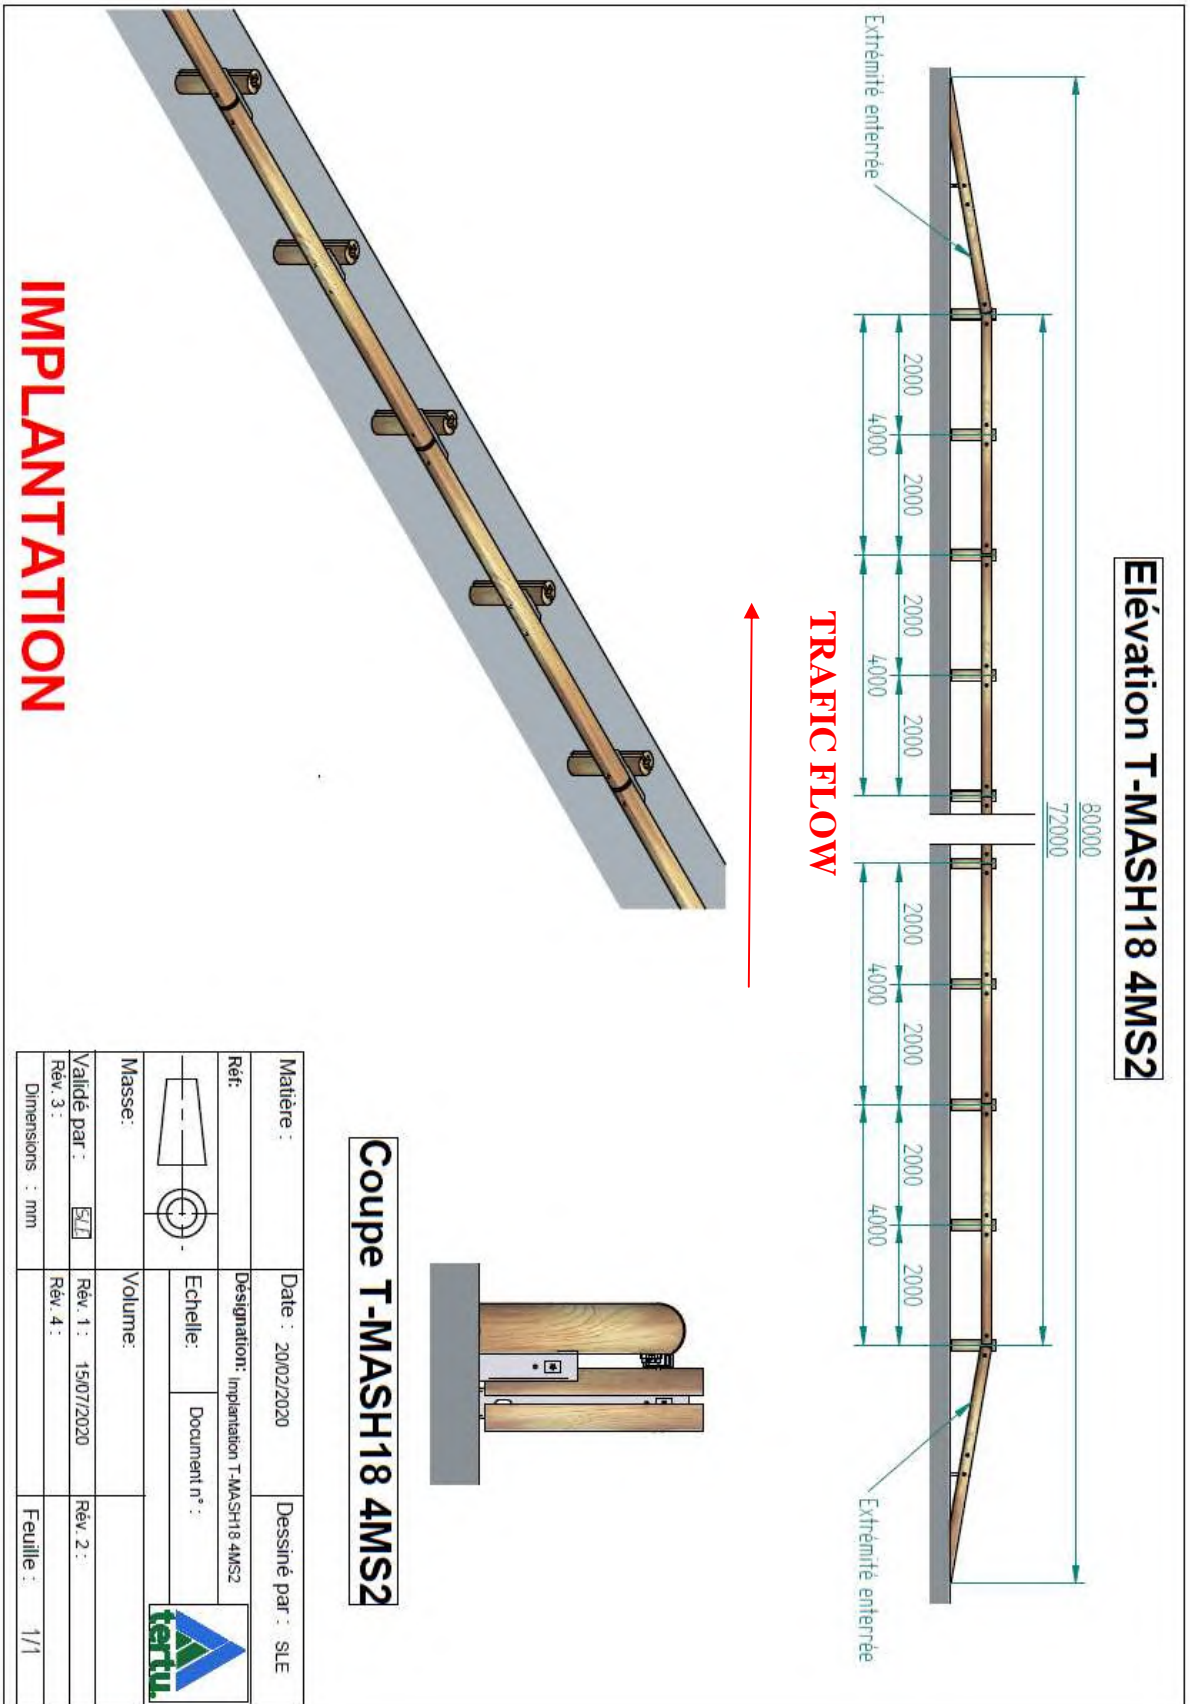 Elévation T-MASH18 4MS2
80000
72000
Extrémité enterrée
Extrémité enterrée
2000
2000
2000
2000
2000
2000
2000
2000
4000
4000
4000
4000
TRAFIC FLOW
Coupe T-MASH18 4MS2
IMPLANTATION
Matière :
Date : 20/02/2020
Dessiné par : SLE
Réf:
Désignation: Implantation T-MASH18 4MS2
Echelle:
Document n° :
tertu.
Masse:
Volume:
Validé par : SLE
Rév. 1 : 15/07/2020
Rév. 2 :
Rév. 3 :
Rév. 4 :
Dimensions : mm
Feuille : 1/1